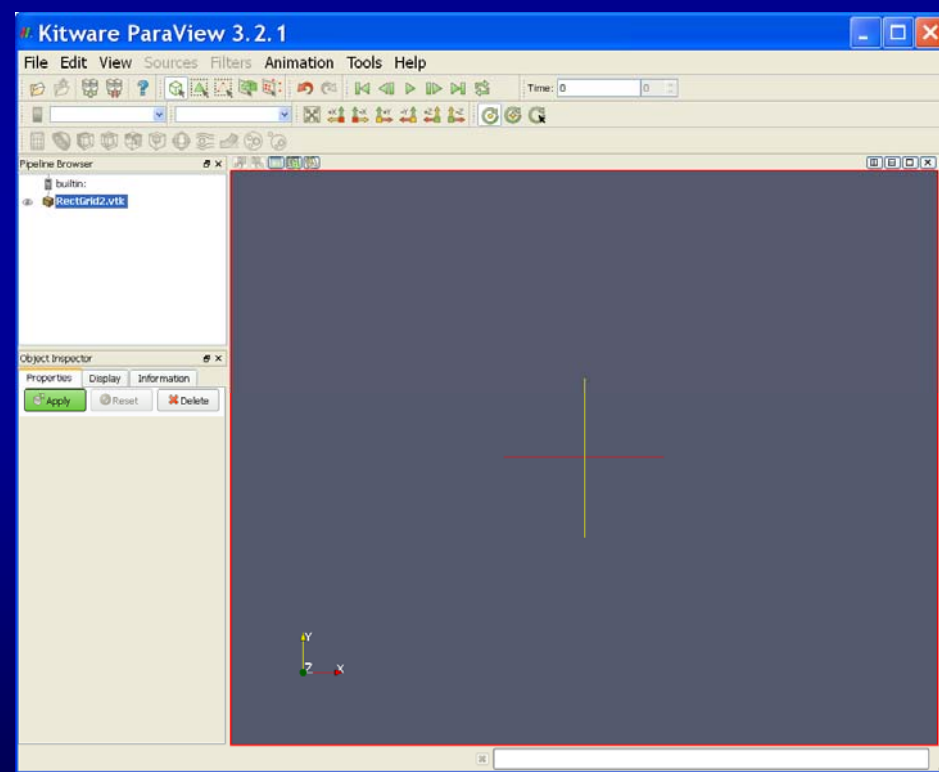 Kitware ParaView 3.2.1
File Edit View Sources Filters Animation Tools Help
Time: 0 0
Pipeline Browser
builtin:
RectGrid2.vtk
Object Inspector
Properties Display Information
Apply Reset Delete
Y
Z X